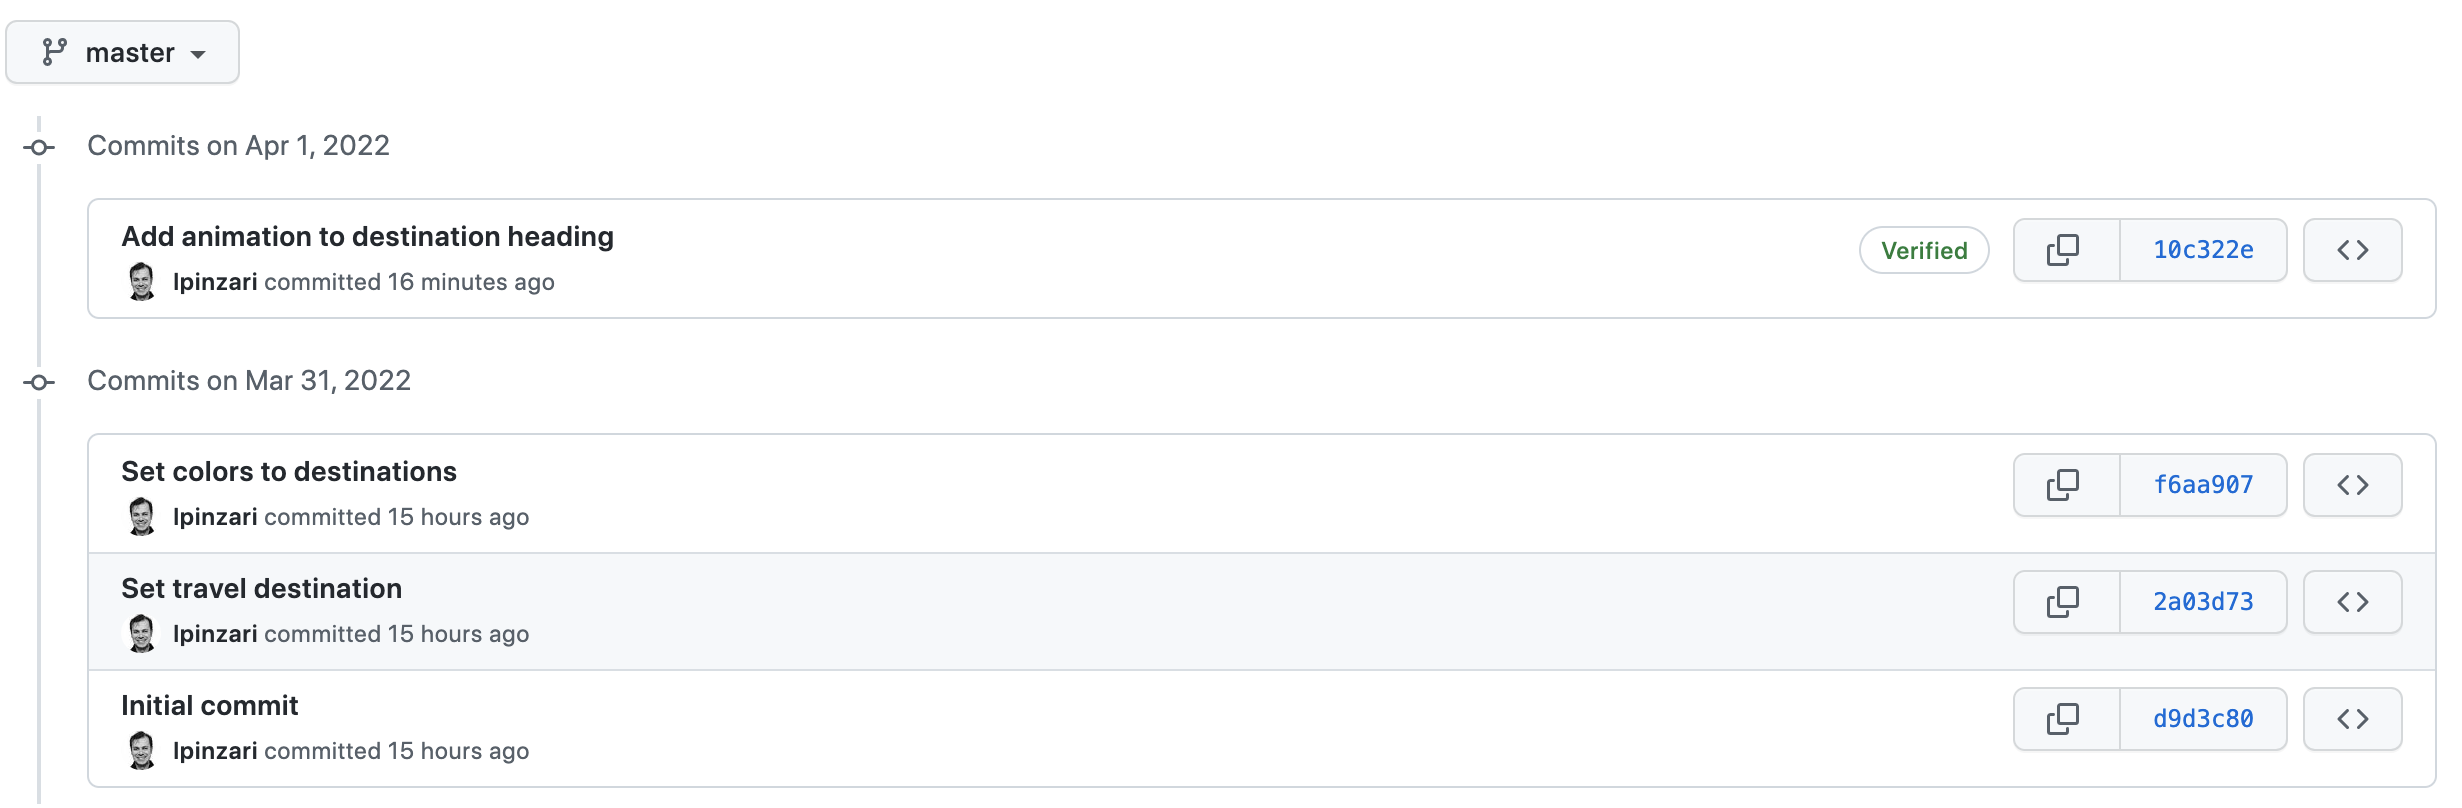 master
Commits on Apr 1, 2022
Add animation to destination heading
lpinzari committed 16 minutes ago
Verified
10c322e
Commits on Mar 31, 2022
Set colors to destinations
lpinzari committed 15 hours ago
f6aa907
Set travel destination
lpinzari committed 15 hours ago
2a03d73
Initial commit
lpinzari committed 15 hours ago
d9d3c80